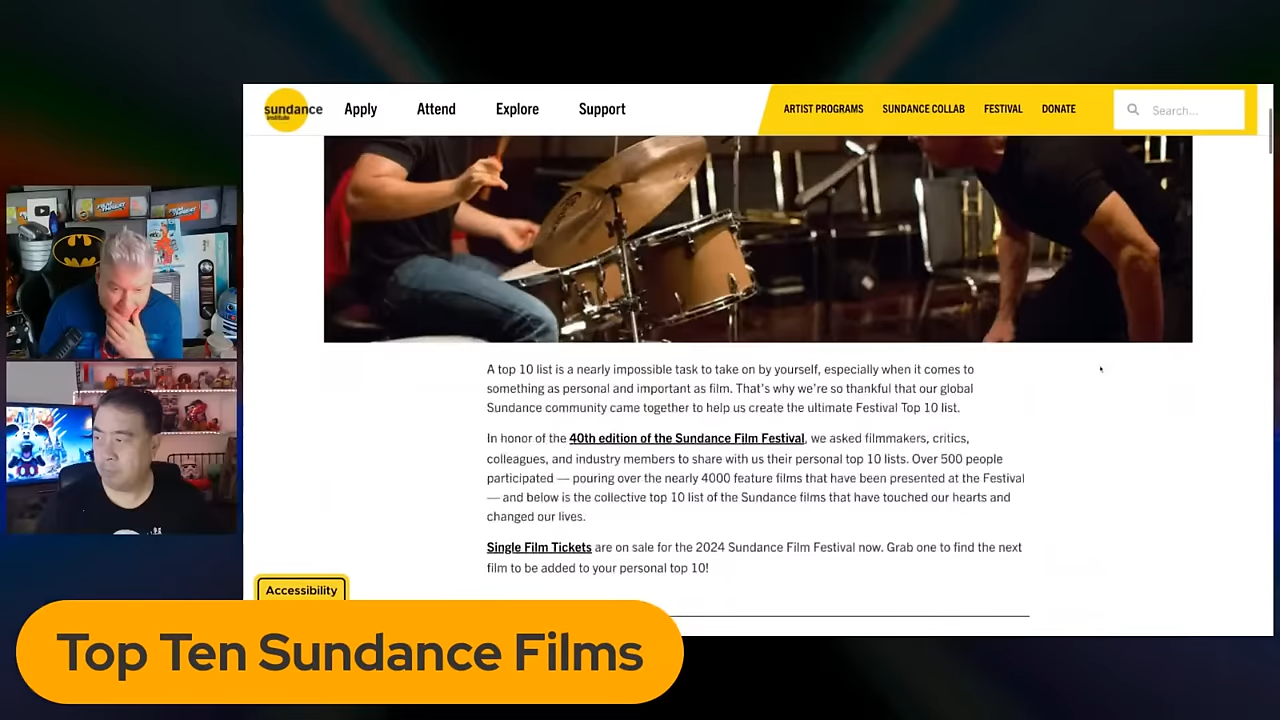 sundance
institute
Apply
Attend
Explore
Support
ARTIST PROGRAMS
SUNDANCE COLLAB
FESTIVAL
DONATE
Search...
A top 10 list is a nearly impossible task to take on by yourself, especially when it comes to
something as personal and important as film. That's why we're so thankful that our global
Sundance community came together to help us create the ultimate Festival Top 10 list.
In honor of the 40th edition of the Sundance Film Festival, we asked filmmakers, critics,
colleagues, and industry members to share with us their personal top 10 lists. Over 500 people
participated — pouring over the nearly 4000 feature films that have been presented at the Festival
— and below is the collective top 10 list of the Sundance films that have touched our hearts and
changed our lives.
Single Film Tickets are on sale for the 2024 Sundance Film Festival now. Grab one to find the next
film to be added to your personal top 10!
Accessibility
Top Ten Sundance Films